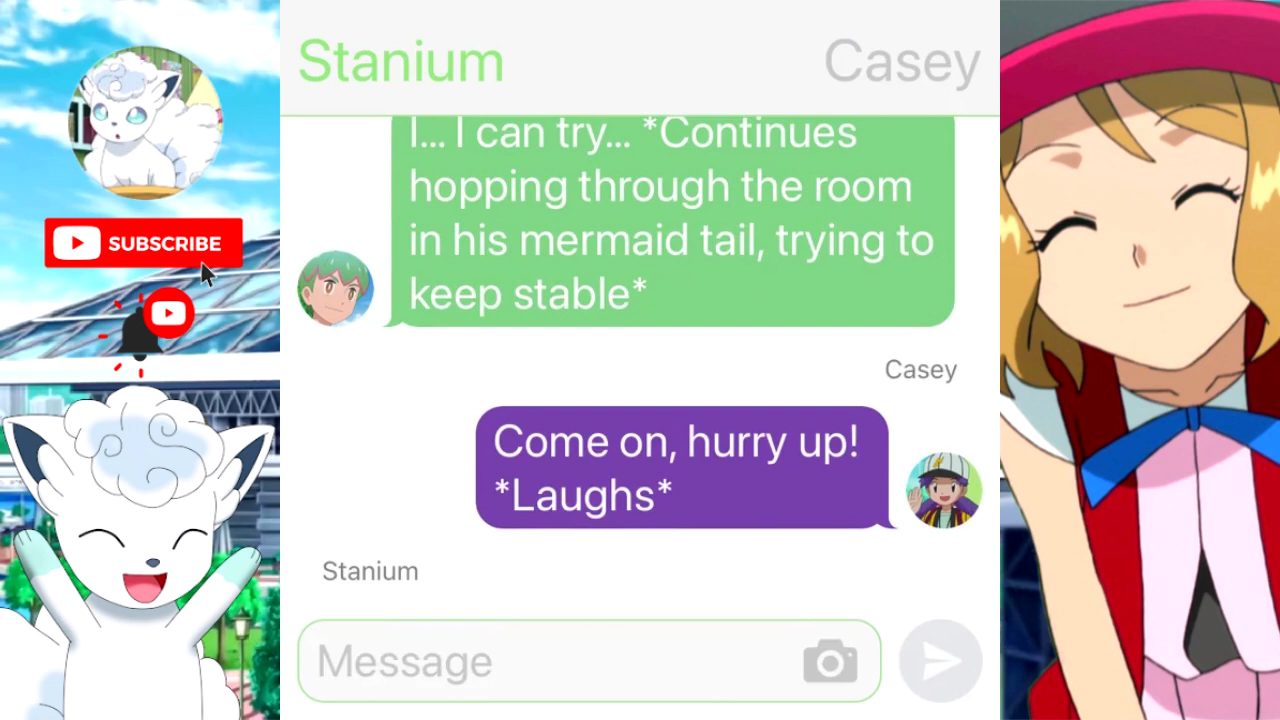 SUBSCRIBE
Stanium
Casey
I... I can try... *Continues
hopping through the room
in his mermaid tail, trying to
keep stable*
Casey
Come on, hurry up!
*Laughs*
Stanium
Message